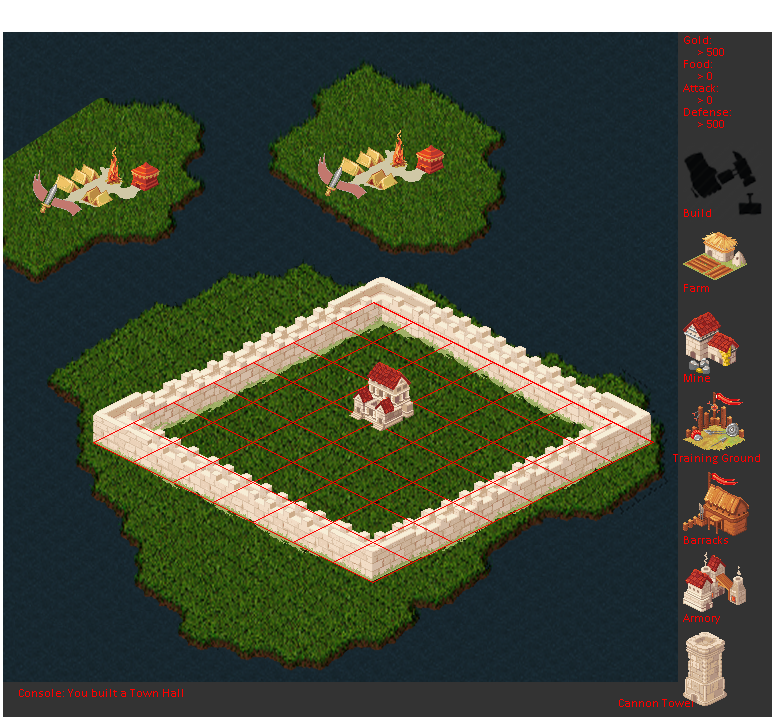 Gold:
> 500
Food:
> 0
Attack:
> 0
Defense:
> 500
Build
Farm
Mine
Training Ground
Barracks
Armory
Cannon Tower
Console: You built a Town Hall